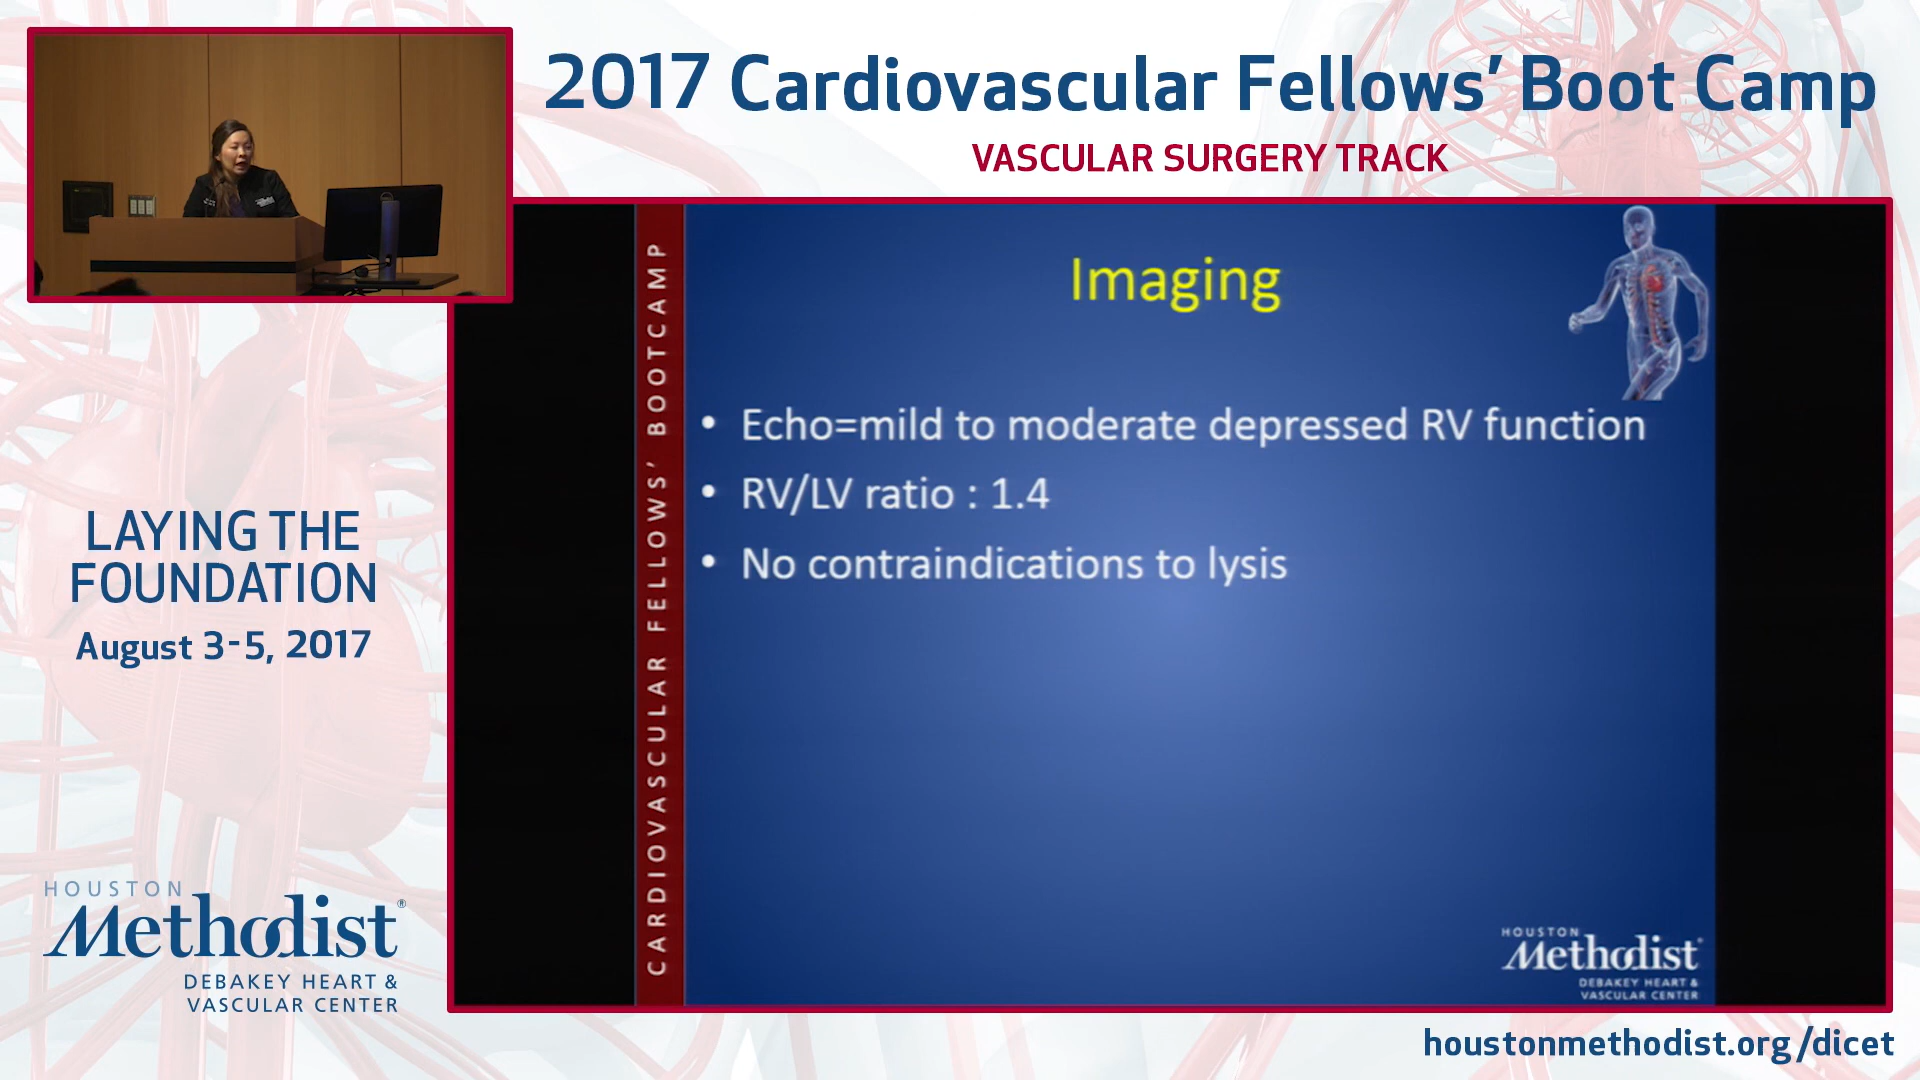 2017 Cardiovascular Fellows’ Boot Camp
VASCULAR SURGERY TRACK
LAYING THE
FOUNDATION
August 3-5, 2017
HOUSTON
Methodist®
DEBAKEY HEART &
VASCULAR CENTER
CARDIOVASCULAR FELLOWS’ BOOTCAMP
Imaging
• Echo=mild to moderate depressed RV function
• RV/LV ratio : 1.4
• No contraindications to lysis
HOUSTON
Methodist
DEBAKEY HEART &
VASCULAR CENTER
houstonmethodist.org/dicet